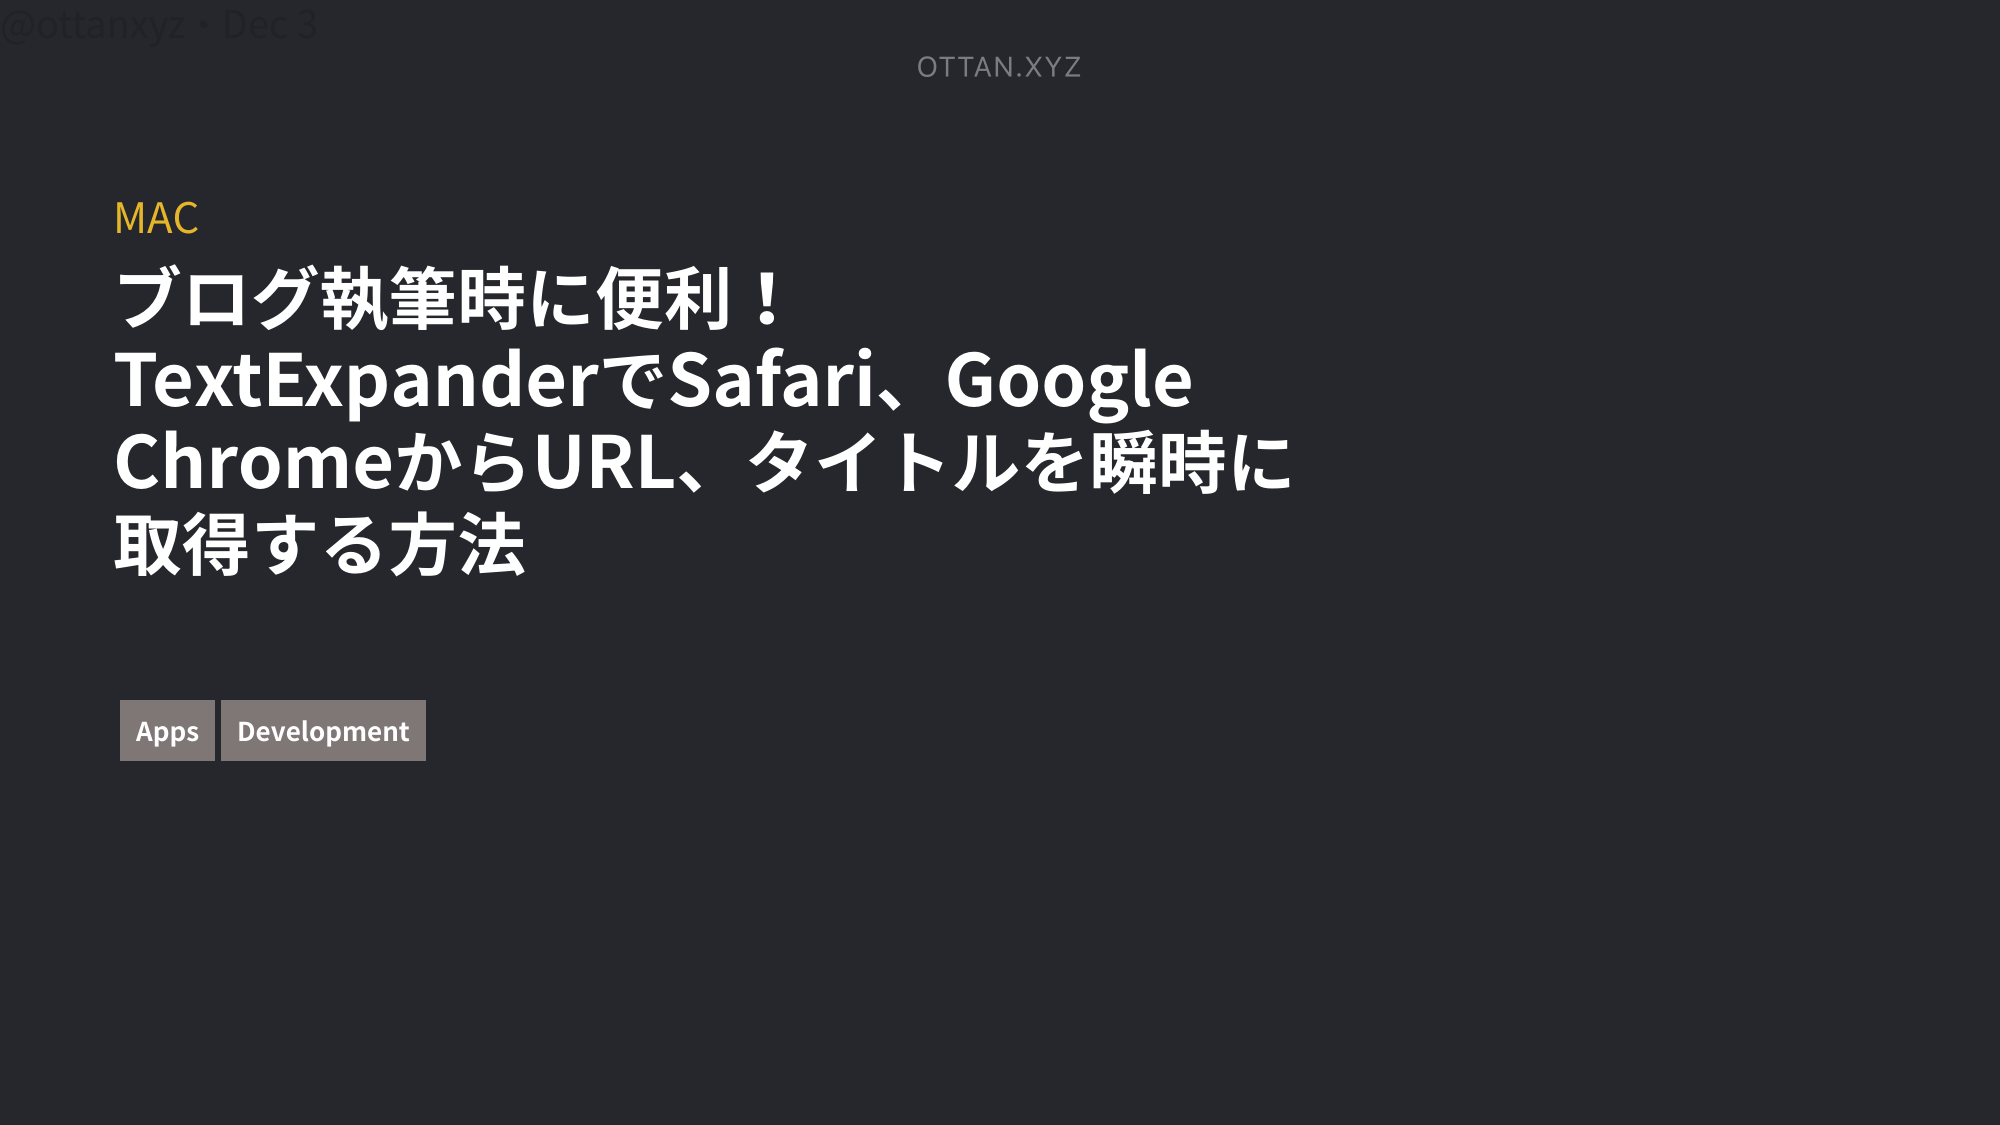 @ottanxyz・Dec 3
OTTAN.XYZ
MAC
ブログ執筆時に便利！
TextExpanderでSafari、Google
ChromeからURL、タイトルを瞬時に
取得する方法
Apps Development